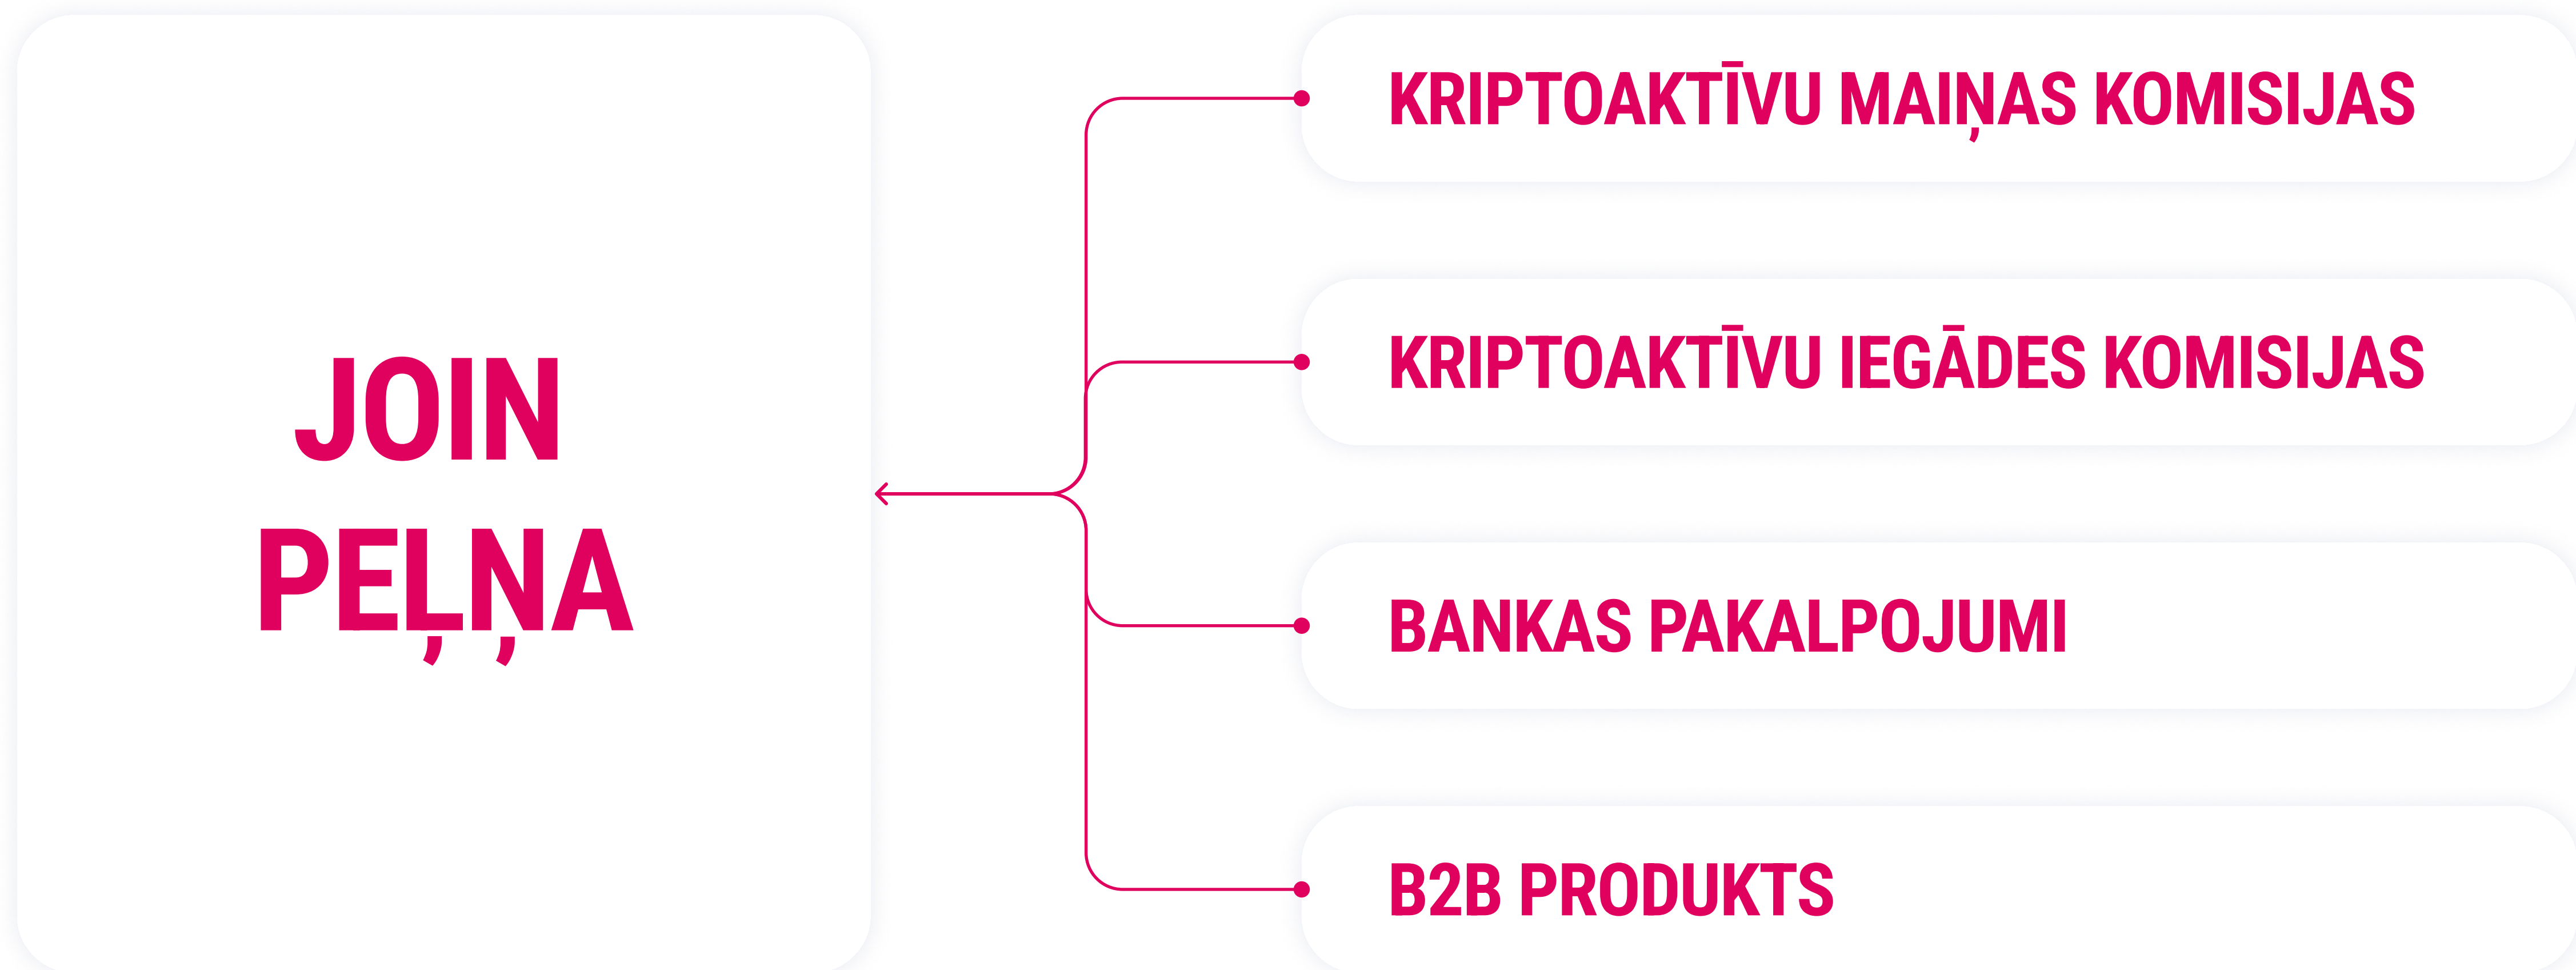 JOIN
PEĻŅA
KRIPTOAKTĪVU MAIŅAS KOMISIJAS
KRIPTOAKTĪVU IEGĀDES KOMISIJAS
BANKAS PAKALPOJUMI
B2B PRODUKTS